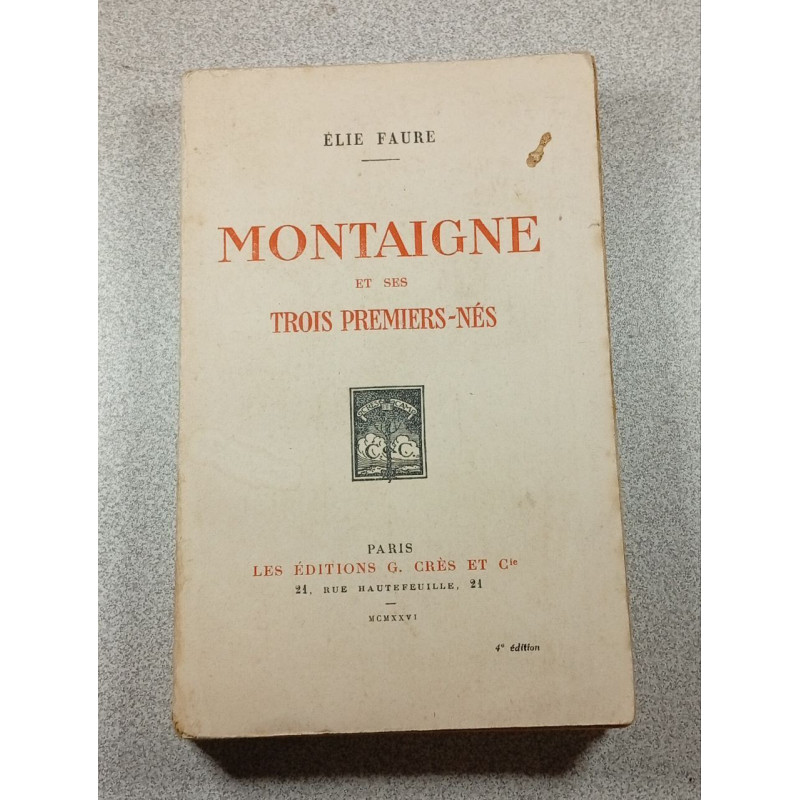 ÉLIE FAURE
MONTAIGNE
ET SES
TROIS PREMIERS-NÉS
C & C
PARIS
LES ÉDITIONS G. CRÈS ET Cie
21, RUE HAUTEFEUILLE, 21
MCMXXVI
4e édition